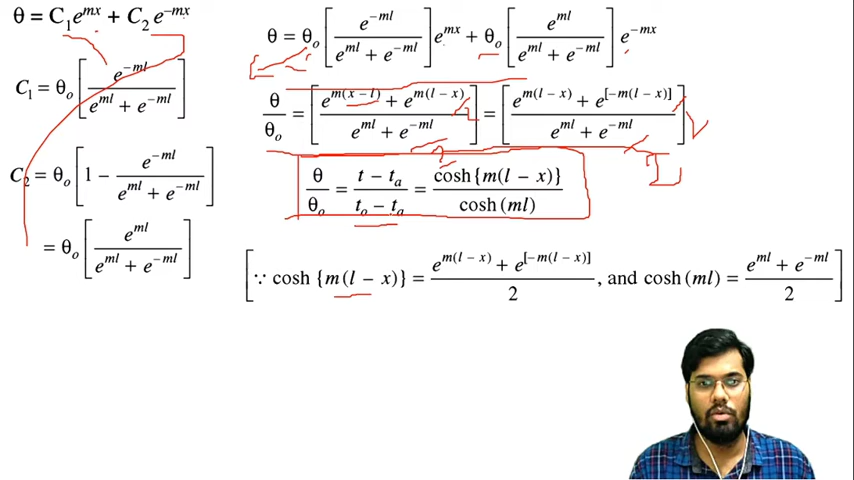 θ = C₁e^{mx} + C₂ e^{-mx}
C₁ = θₒ [ e^{-ml} / (e^{ml} + e^{-ml}) ]
C₂ = θₒ [ 1 - e^{-ml} / (e^{ml} + e^{-ml}) ]
= θₒ [ e^{ml} / (e^{ml} + e^{-ml}) ]
θ = θₒ [ e^{-ml} / (e^{ml} + e^{-ml}) ] e^{mx} + θₒ [ e^{ml} / (e^{ml} + e^{-ml}) ] e^{-mx}
θ/θₒ = [ (e^{m(x - l)} + e^{m(l - x)}) / (e^{ml} + e^{-ml}) ] = [ (e^{m(l - x)} + e^{[-m(l - x)]}) / (e^{ml} + e^{-ml}) ]
θ/θₒ = (t - tₐ)/(tₒ - tₐ) = cosh{m(l - x)} / cosh (ml)
[ ∵ cosh {m(l - x)} = (e^{m(l - x)} + e^{[-m(l - x)]}) / 2 , and cosh (ml) = (e^{ml} + e^{-ml}) / 2 ]